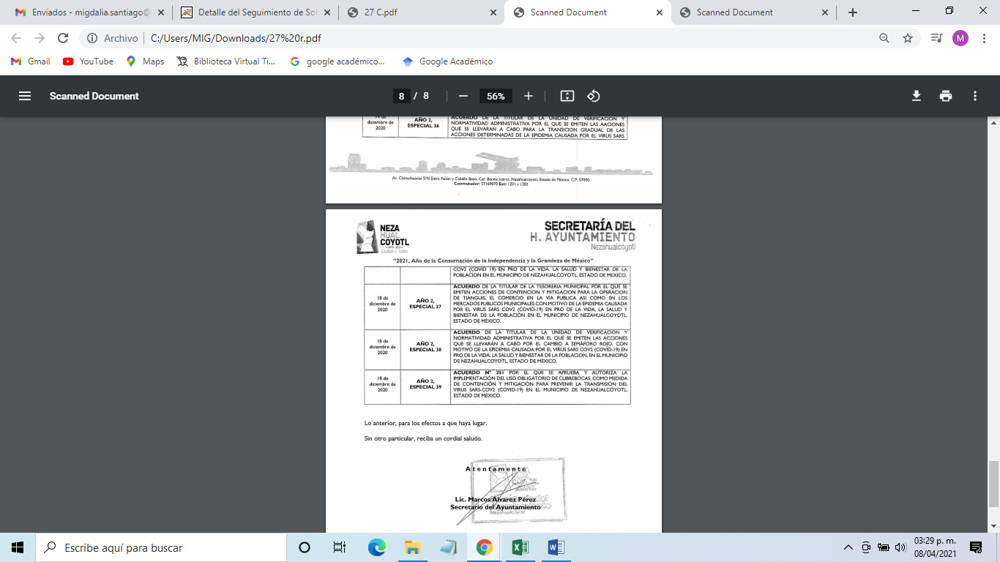 Enviados - migdalia.santiago@
Detalle del Seguimiento de Sol
27 C.pdf
Scanned Document
Scanned Document
Archivo
C:/Users/MIG/Downloads/27%20r.pdf
M
Gmail
YouTube
Maps
Biblioteca Virtual Ti...
google académico...
Google Académico
Scanned Document
8 / 8
56%
diciembre de
2020
AÑO 2,
ESPECIAL 36
ACUERDO DE LA TITULAR DE LA UNIDAD DE VERIFICACION Y
NORMATIVIDAD ADMINISTRATIVA POR EL QUE SE EMITEN LAS AACIONES
QUE SE LLEVARAN A CABO PARA LA TRANSICION GRADUAL DE LAS
ACCIONES DETERMINADAS DE LA EPIDEMIA CAUSADA POR EL VIRUS SARS
Av. Chimalhuacán S/N Entre Faisán y Caballo Bayo, Col. Benito Juárez, Nezahualcóyotl, Estado de México. C.P. 57000.
Conmutador: 57169070 Ext: 1201 y 1202
NEZA
HUAL
COYOTL
Ciudad de Todos
SECRETARÍA DEL
H. AYUNTAMIENTO
Nezahualcóyotl
"2021, Año de la Consumación de la Independencia y la Grandeza de México"
COV2 (COVID 19) EN PRO DE LA VIDA, LA SALUD Y BIENESTAR DE LA
POBLACION EN EL MUNICIPIO DE NEZAHUALCOYOTL, ESTADO DE MEXICO.
18 de
diciembre de
2020
AÑO 2,
ESPECIAL 37
ACUERDO DE LA TITULAR DE LA TESORERIA MUNICIPAL POR EL QUE SE
EMITEN ACCIONES DE CONTENCION Y MITIGACION PARA LA OPERACION
DE TIANGUIS, EL COMERCIO EN LA VIA PUBLICA ASI COMO EN LOS
MERCADOS PUBLICOS MUNICIPALES CON MOTIVO DE LA EPIDEMIA CAUSADA
POR EL VIRUS SARS COV2 (COVID-19) EN PRO DE LA VIDA, LA SALUD Y
BIENESTAR DE LA POBLACIÓN EN EL MUNICIPIO DE NEZAHUALCOYOTL,
ESTADO DE MÉXICO.
18 de
diciembre de
2020
AÑO 2,
ESPECIAL 38
ACUERDO DE LA TITULAR DE LA UNIDAD DE VERIFICACION Y
NORMATIVIDAD ADMINISTRATIVA POR EL QUE SE EMITEN LAS ACCIONES
QUE SE LLEVARÁN A CABO POR EL CAMBIO A SEMÁFORO ROJO, CON
MOTIVO DE LA EPIDEMIA CAUSADA POR EL VIRUS SARS COV2 (COVID-19) EN
PRO DE LA VIDA, LA SALUD Y BIENESTAR DE LA POBLACION, EN EL MUNICIPIO
DE NEZAHUALCOYOTL, ESTADO DE MÉXICO.
18 de
diciembre de
2020
AÑO 2,
ESPECIAL 39
ACUERDO N° 251 POR EL QUE SE APRUEBA Y AUTORIZA LA
IMPLEMENTACIÓN DEL USO OBLIGATORIO DE CUBREBOCAS, COMO MEDIDA
DE CONTENCIÓN Y MITIGACIÓN PARA PREVENIR LA TRANSMISIÓN DEL
VIRUS SARS-COV2 (COVID-19) EN EL MUNICIPIO DE NEZAHUALCÓYOTL,
ESTADO DE MÉXICO.
Lo anterior, para los efectos a que haya lugar.
Sin otro particular, reciba un cordial saludo.
Atentamente
Lic. Marcos Álvarez Pérez
Secretario del Ayuntamiento
Nezahualcóyotl
Escribe aquí para buscar
03:29 p. m.
08/04/2021